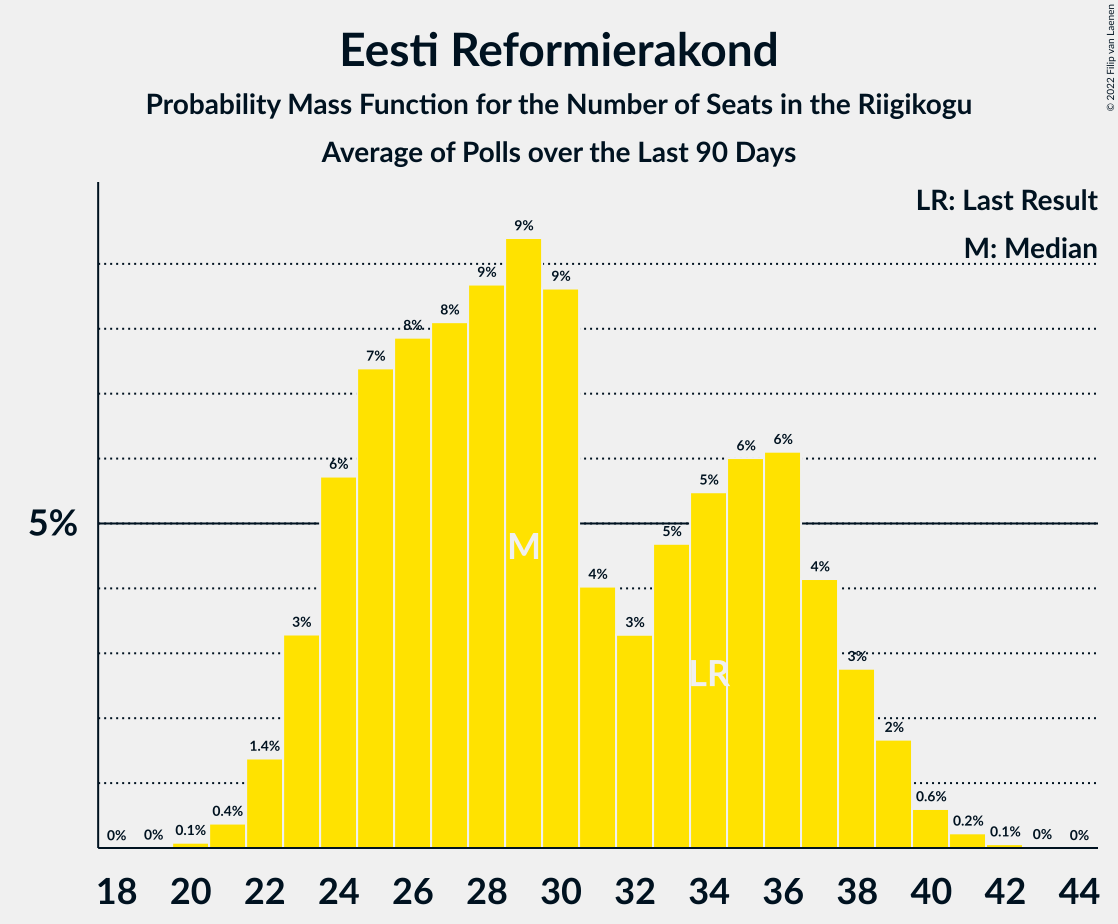 Eesti Reformierakond
Probability Mass Function for the Number of Seats in the Riigikogu
Average of Polls over the Last 90 Days
© 2022 Filip van Laenen
LR: Last Result
M: Median
5%
0% 0% 0.1% 0.4% 1.4% 3% 6% 7% 8% 8% 9% 9% 9% 4% 3% 5% 5% 6% 6% 4% 3% 2% 0.6% 0.2% 0.1% 0% 0%
M
LR
18 20 22 24 26 28 30 32 34 36 38 40 42 44